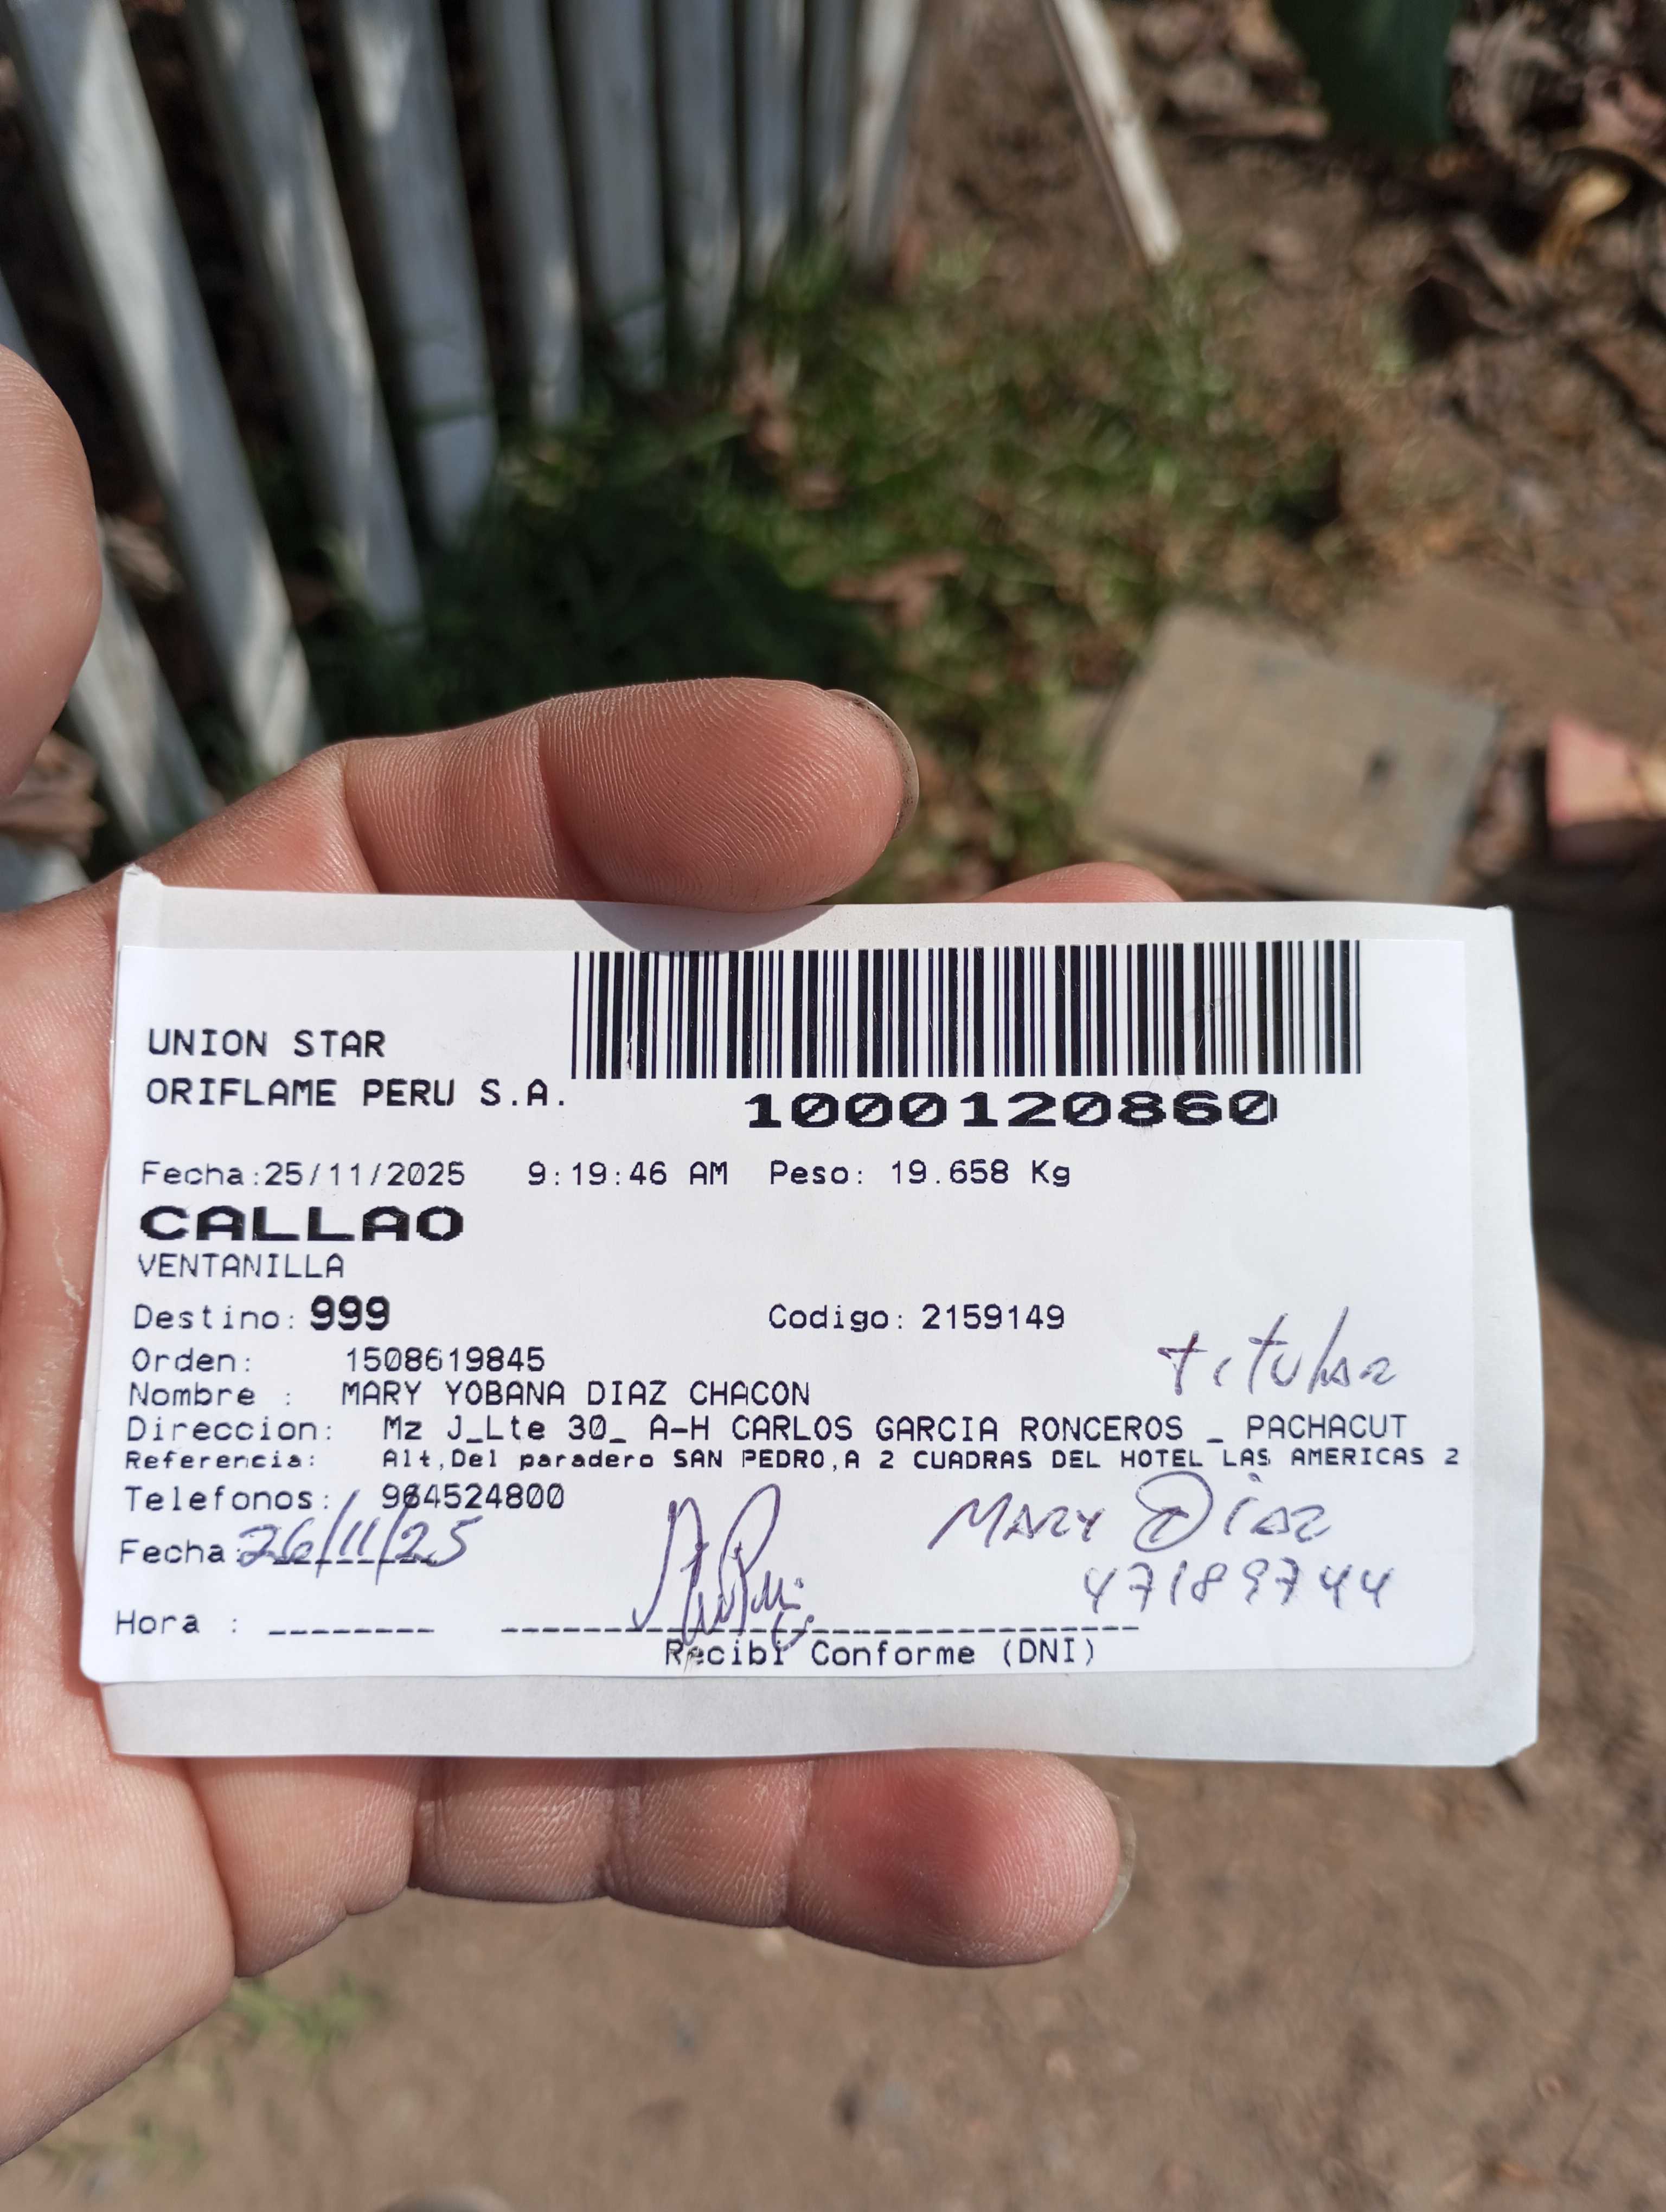 UNION STAR
ORIFLAME PERU S.A.
1000120860
Fecha:25/11/2025 9:19:46 AM Peso: 19.658 Kg
CALLAO
VENTANILLA
Destino: 999 Codigo: 2159149
Orden: 1508619845
titular
Nombre : MARY YOBANA DIAZ CHACON
Direccion: Mz J_Lte 30_ A-H CARLOS GARCIA RONCEROS _ PACHACUT
Referencia: Alt,Del paradero SAN PEDRO,A 2 CUADRAS DEL HOTEL LAS AMERICAS 2
Telefonos: 964524800
MARY DiAZ
Fecha: 26/11/25
47189744
Hora : ________
Recibi Conforme (DNI)